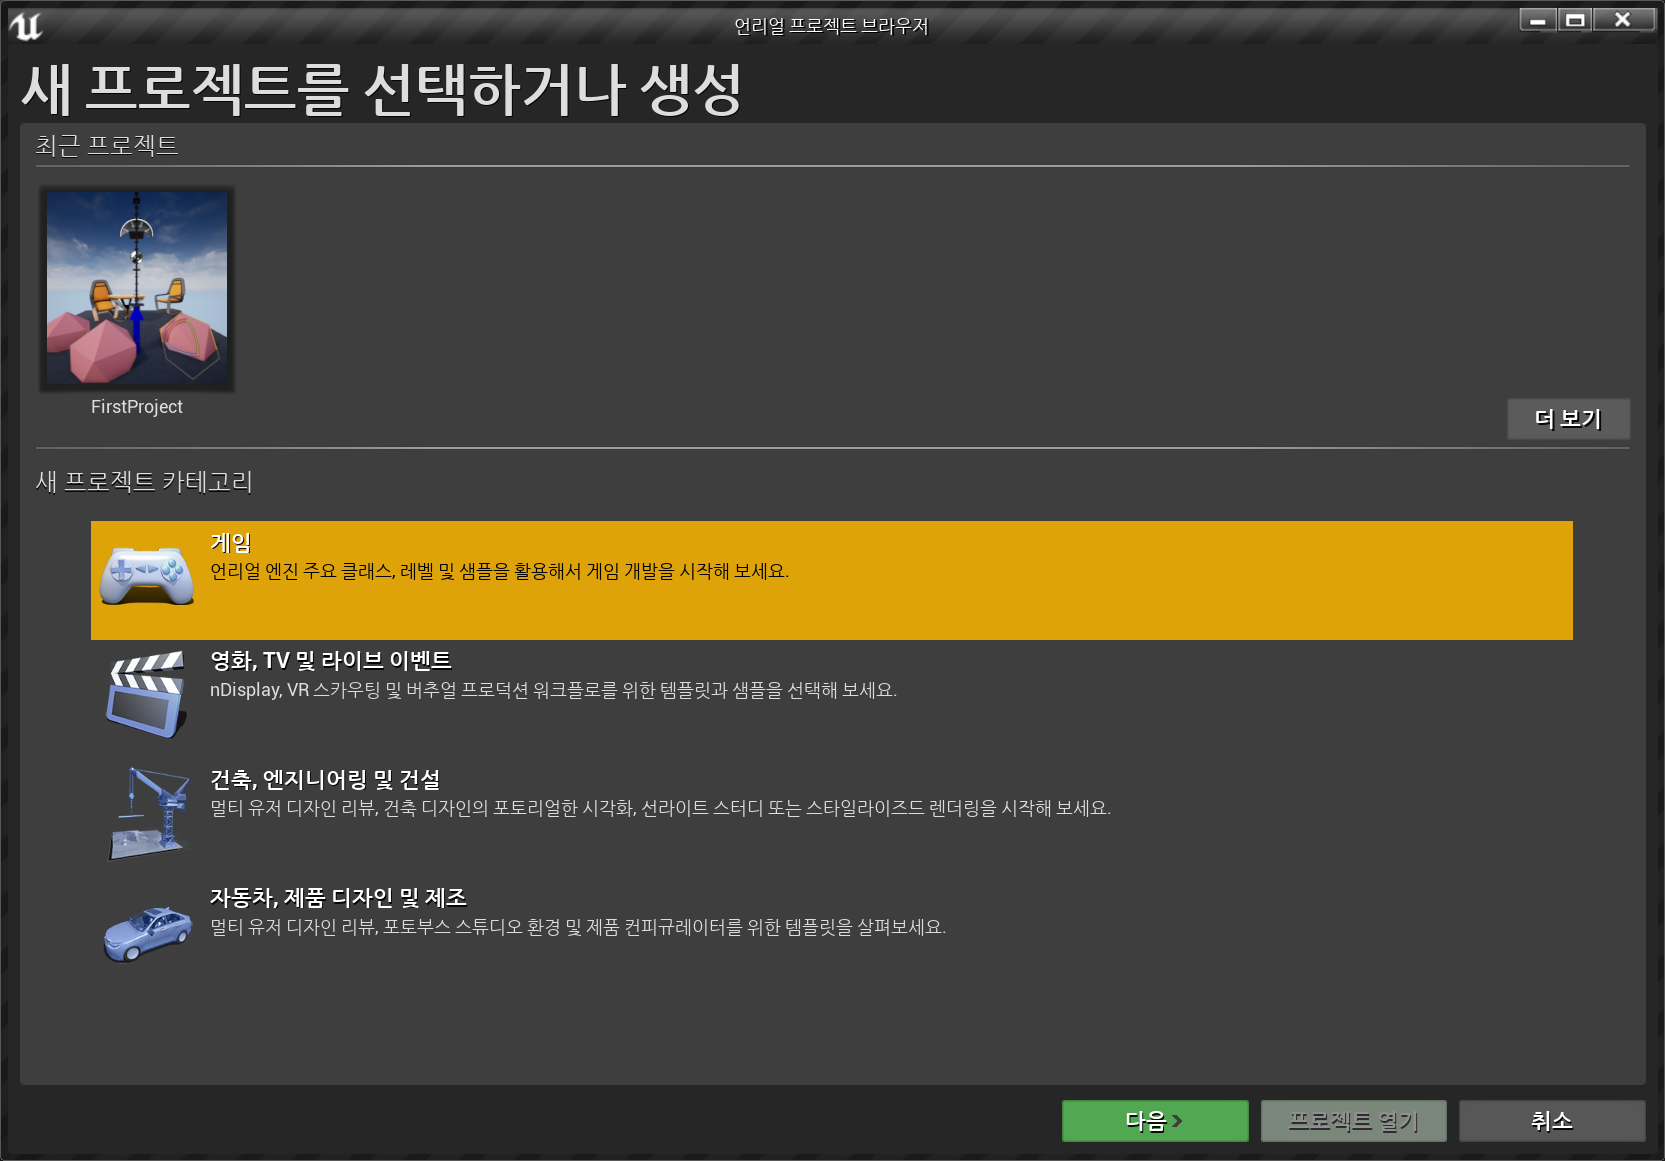 언리얼 프로젝트 브라우저
새 프로젝트를 선택하거나 생성
최근 프로젝트
FirstProject
더 보기
새 프로젝트 카테고리
게임
언리얼 엔진 주요 클래스, 레벨 및 샘플을 활용해서 게임 개발을 시작해 보세요.
영화, TV 및 라이브 이벤트
nDisplay, VR 스카우팅 및 버추얼 프로덕션 워크플로를 위한 템플릿과 샘플을 선택해 보세요.
건축, 엔지니어링 및 건설
멀티 유저 디자인 리뷰, 건축 디자인의 포토리얼한 시각화, 선라이트 스터디 또는 스타일라이즈드 렌더링을 시작해 보세요.
자동차, 제품 디자인 및 제조
멀티 유저 디자인 리뷰, 포토부스 스튜디오 환경 및 제품 컨피규레이터를 위한 템플릿을 살펴보세요.
다음 >
프로젝트 열기
취소